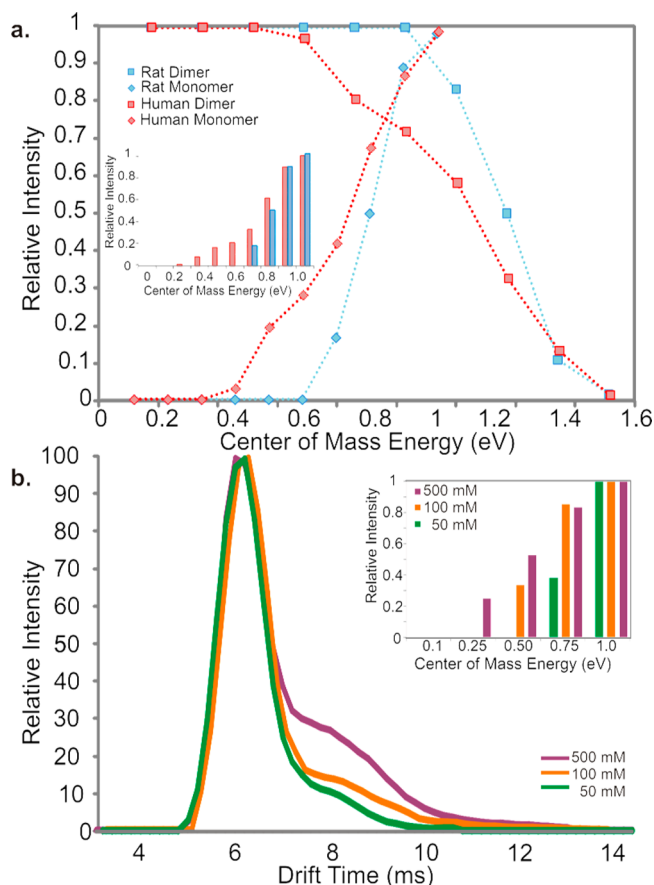 a.
1
0.9
0.8
0.7
0.6
0.5
0.4
0.3
0.2
0.1
0
Relative Intensity
Rat Dimer
Rat Monomer
Human Dimer
Human Monomer
1
0.8
0.6
0.4
0.2
0
Relative Intensity
0 0.2 0.4 0.6 0.8 1.0
Center of Mass Energy (eV)
0 0.2 0.4 0.6 0.8 1 1.2 1.4 1.6
Center of Mass Energy (eV)
b.
100
90
80
70
60
50
40
30
20
10
0
Relative Intensity
1
0.8
0.6
0.4
0.2
0
Relative Intensity
500 mM
100 mM
50 mM
0.1 0.25 0.50 0.75 1.0
Center of Mass Energy (eV)
500 mM
100 mM
50 mM
4 6 8 10 12 14
Drift Time (ms)